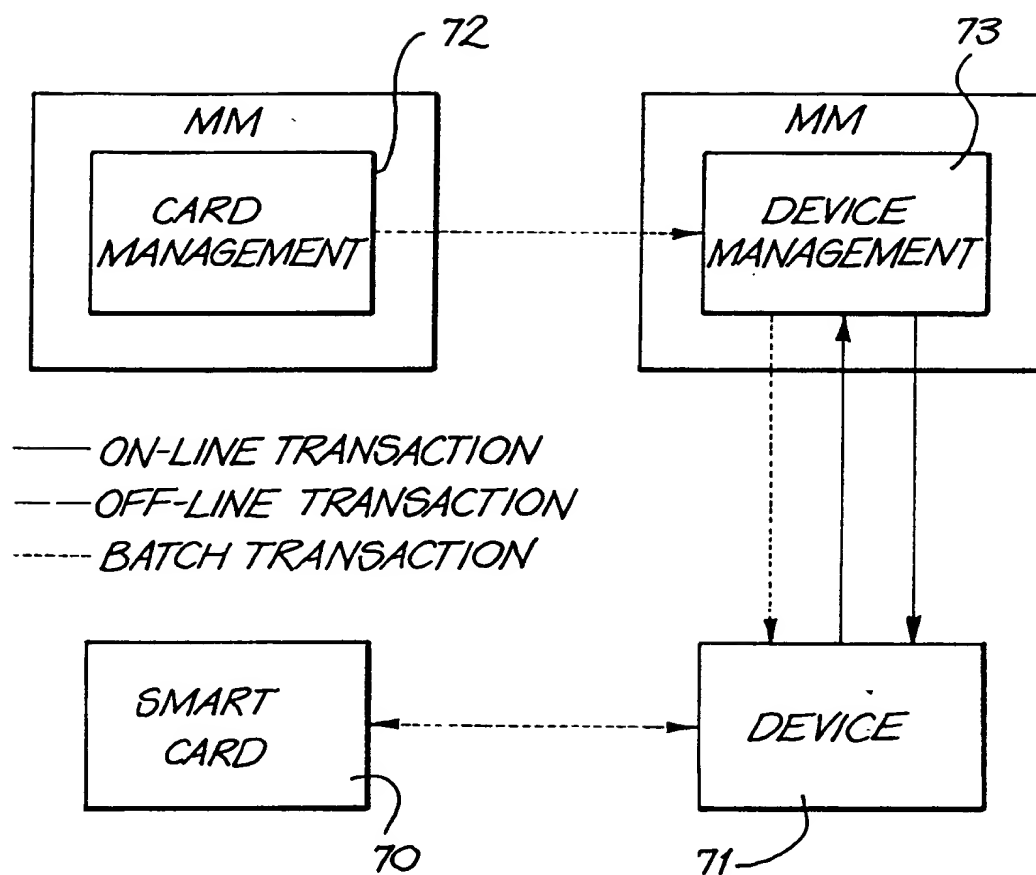 72
73
MM
MM
CARD
MANAGEMENT
DEVICE
MANAGEMENT
ON-LINE TRANSACTION
OFF-LINE TRANSACTION
BATCH TRANSACTION
SMART
CARD
DEVICE
70
71